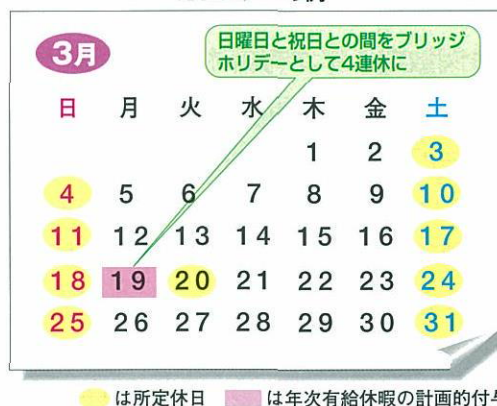 3月
日曜日と祝日との間をブリッジ
ホリデーとして4連休に
日 月 火 水 木 金 土
1 2 3
4 5 6 7 8 9 10
11 12 13 14 15 16 17
18 19 20 21 22 23 24
25 26 27 28 29 30 31
は所定休日 は年次有給休暇の計画的付与